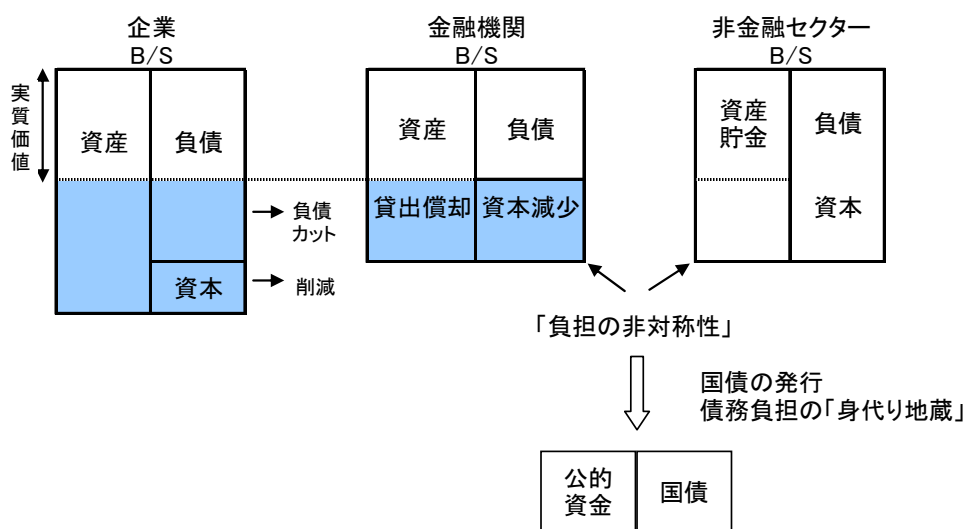 企業
B/S
金融機関
B/S
非金融セクター
B/S
実質価値
資産
負債
資産
負債
資産
貯金
負債
貸出償却
資本減少
資本
負債
カット
資本
削減
「負担の非対称性」
国債の発行
債務負担の「身代り地蔵」
公的
資金
国債